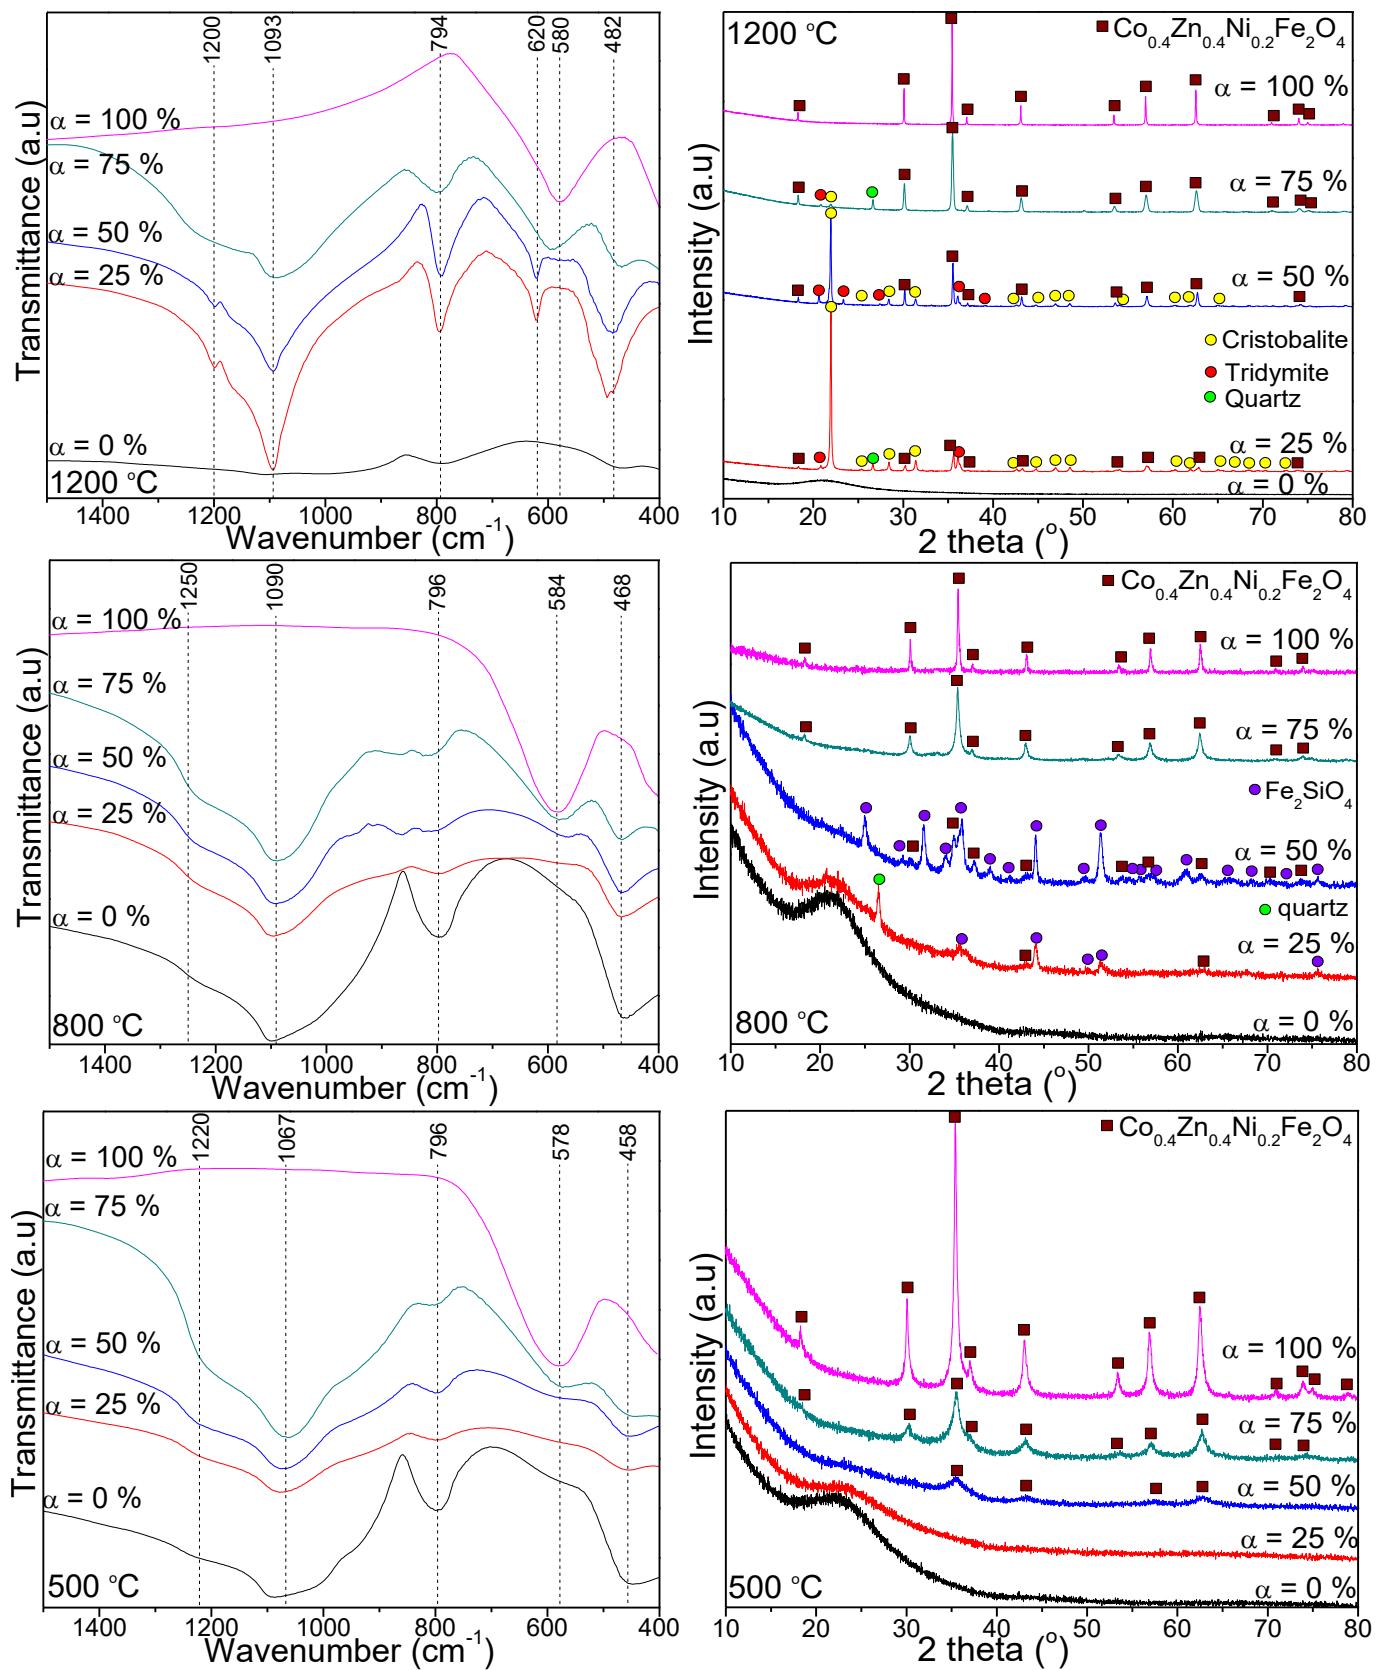 1200
1093
794
620
580
482
α = 100 %
α = 75 %
α = 50 %
α = 25 %
α = 0 %
1200 °C
Transmittance (a.u)
1400 1200 1000 800 600 400
Wavenumber (cm⁻¹)
1200 °C
Co₀.₄Zn₀.₄Ni₀.₂Fe₂O₄
α = 100 %
α = 75 %
α = 50 %
Cristobalite
Tridymite
Quartz
α = 25 %
α = 0 %
Intensity (a.u)
10 20 30 40 50 60 70 80
2 theta (°)
1250
1090
796
584
468
α = 100 %
α = 75 %
α = 50 %
α = 25 %
α = 0 %
800 °C
Transmittance (a.u)
1400 1200 1000 800 600 400
Wavenumber (cm⁻¹)
Co₀.₄Zn₀.₄Ni₀.₂Fe₂O₄
α = 100 %
α = 75 %
Fe₂SiO₄
α = 50 %
quartz
α = 25 %
α = 0 %
800 °C
Intensity (a.u)
10 20 30 40 50 60 70 80
2 theta (°)
1220
1067
796
578
458
α = 100 %
α = 75 %
α = 50 %
α = 25 %
α = 0 %
500 °C
Transmittance (a.u)
1400 1200 1000 800 600 400
Wavenumber (cm⁻¹)
Co₀.₄Zn₀.₄Ni₀.₂Fe₂O₄
α = 100 %
α = 75 %
α = 50 %
α = 25 %
α = 0 %
500 °C
Intensity (a.u)
10 20 30 40 50 60 70 80
2 theta (°)